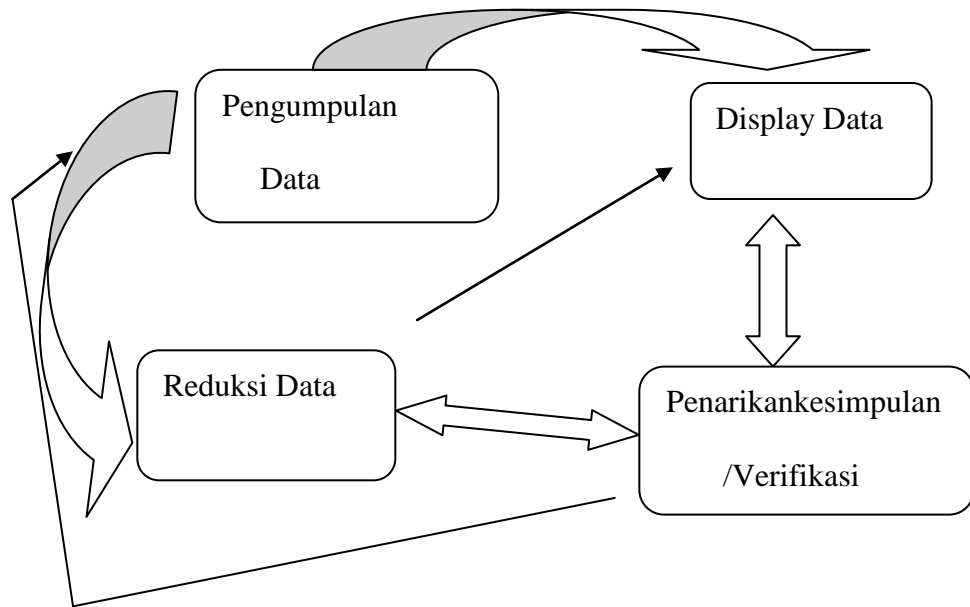 Pengumpulan
Data
Display Data
Reduksi Data
Penarikankesimpulan
/Verifikasi